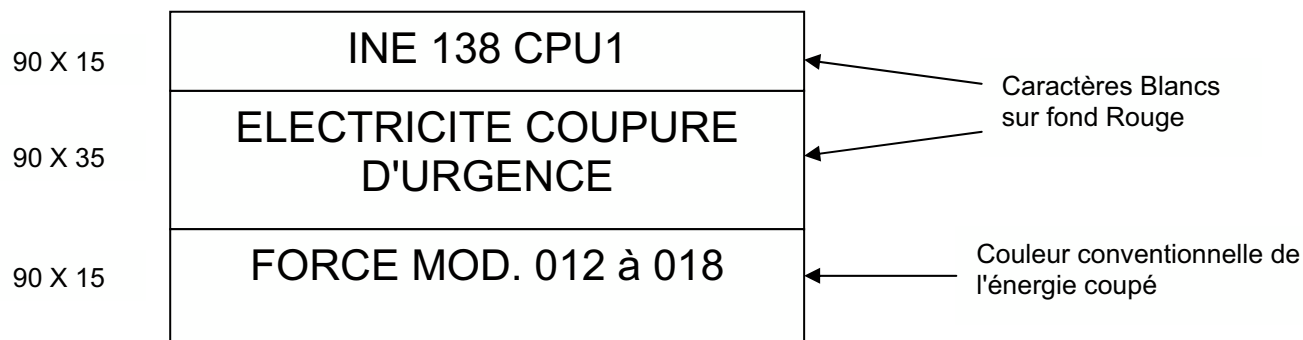 90 X 15
INE 138 CPU1
Caractères Blancs
sur fond Rouge
90 X 35
ELECTRICITE COUPURE
D'URGENCE
90 X 15
FORCE MOD. 012 à 018
Couleur conventionnelle de
l'énergie coupé